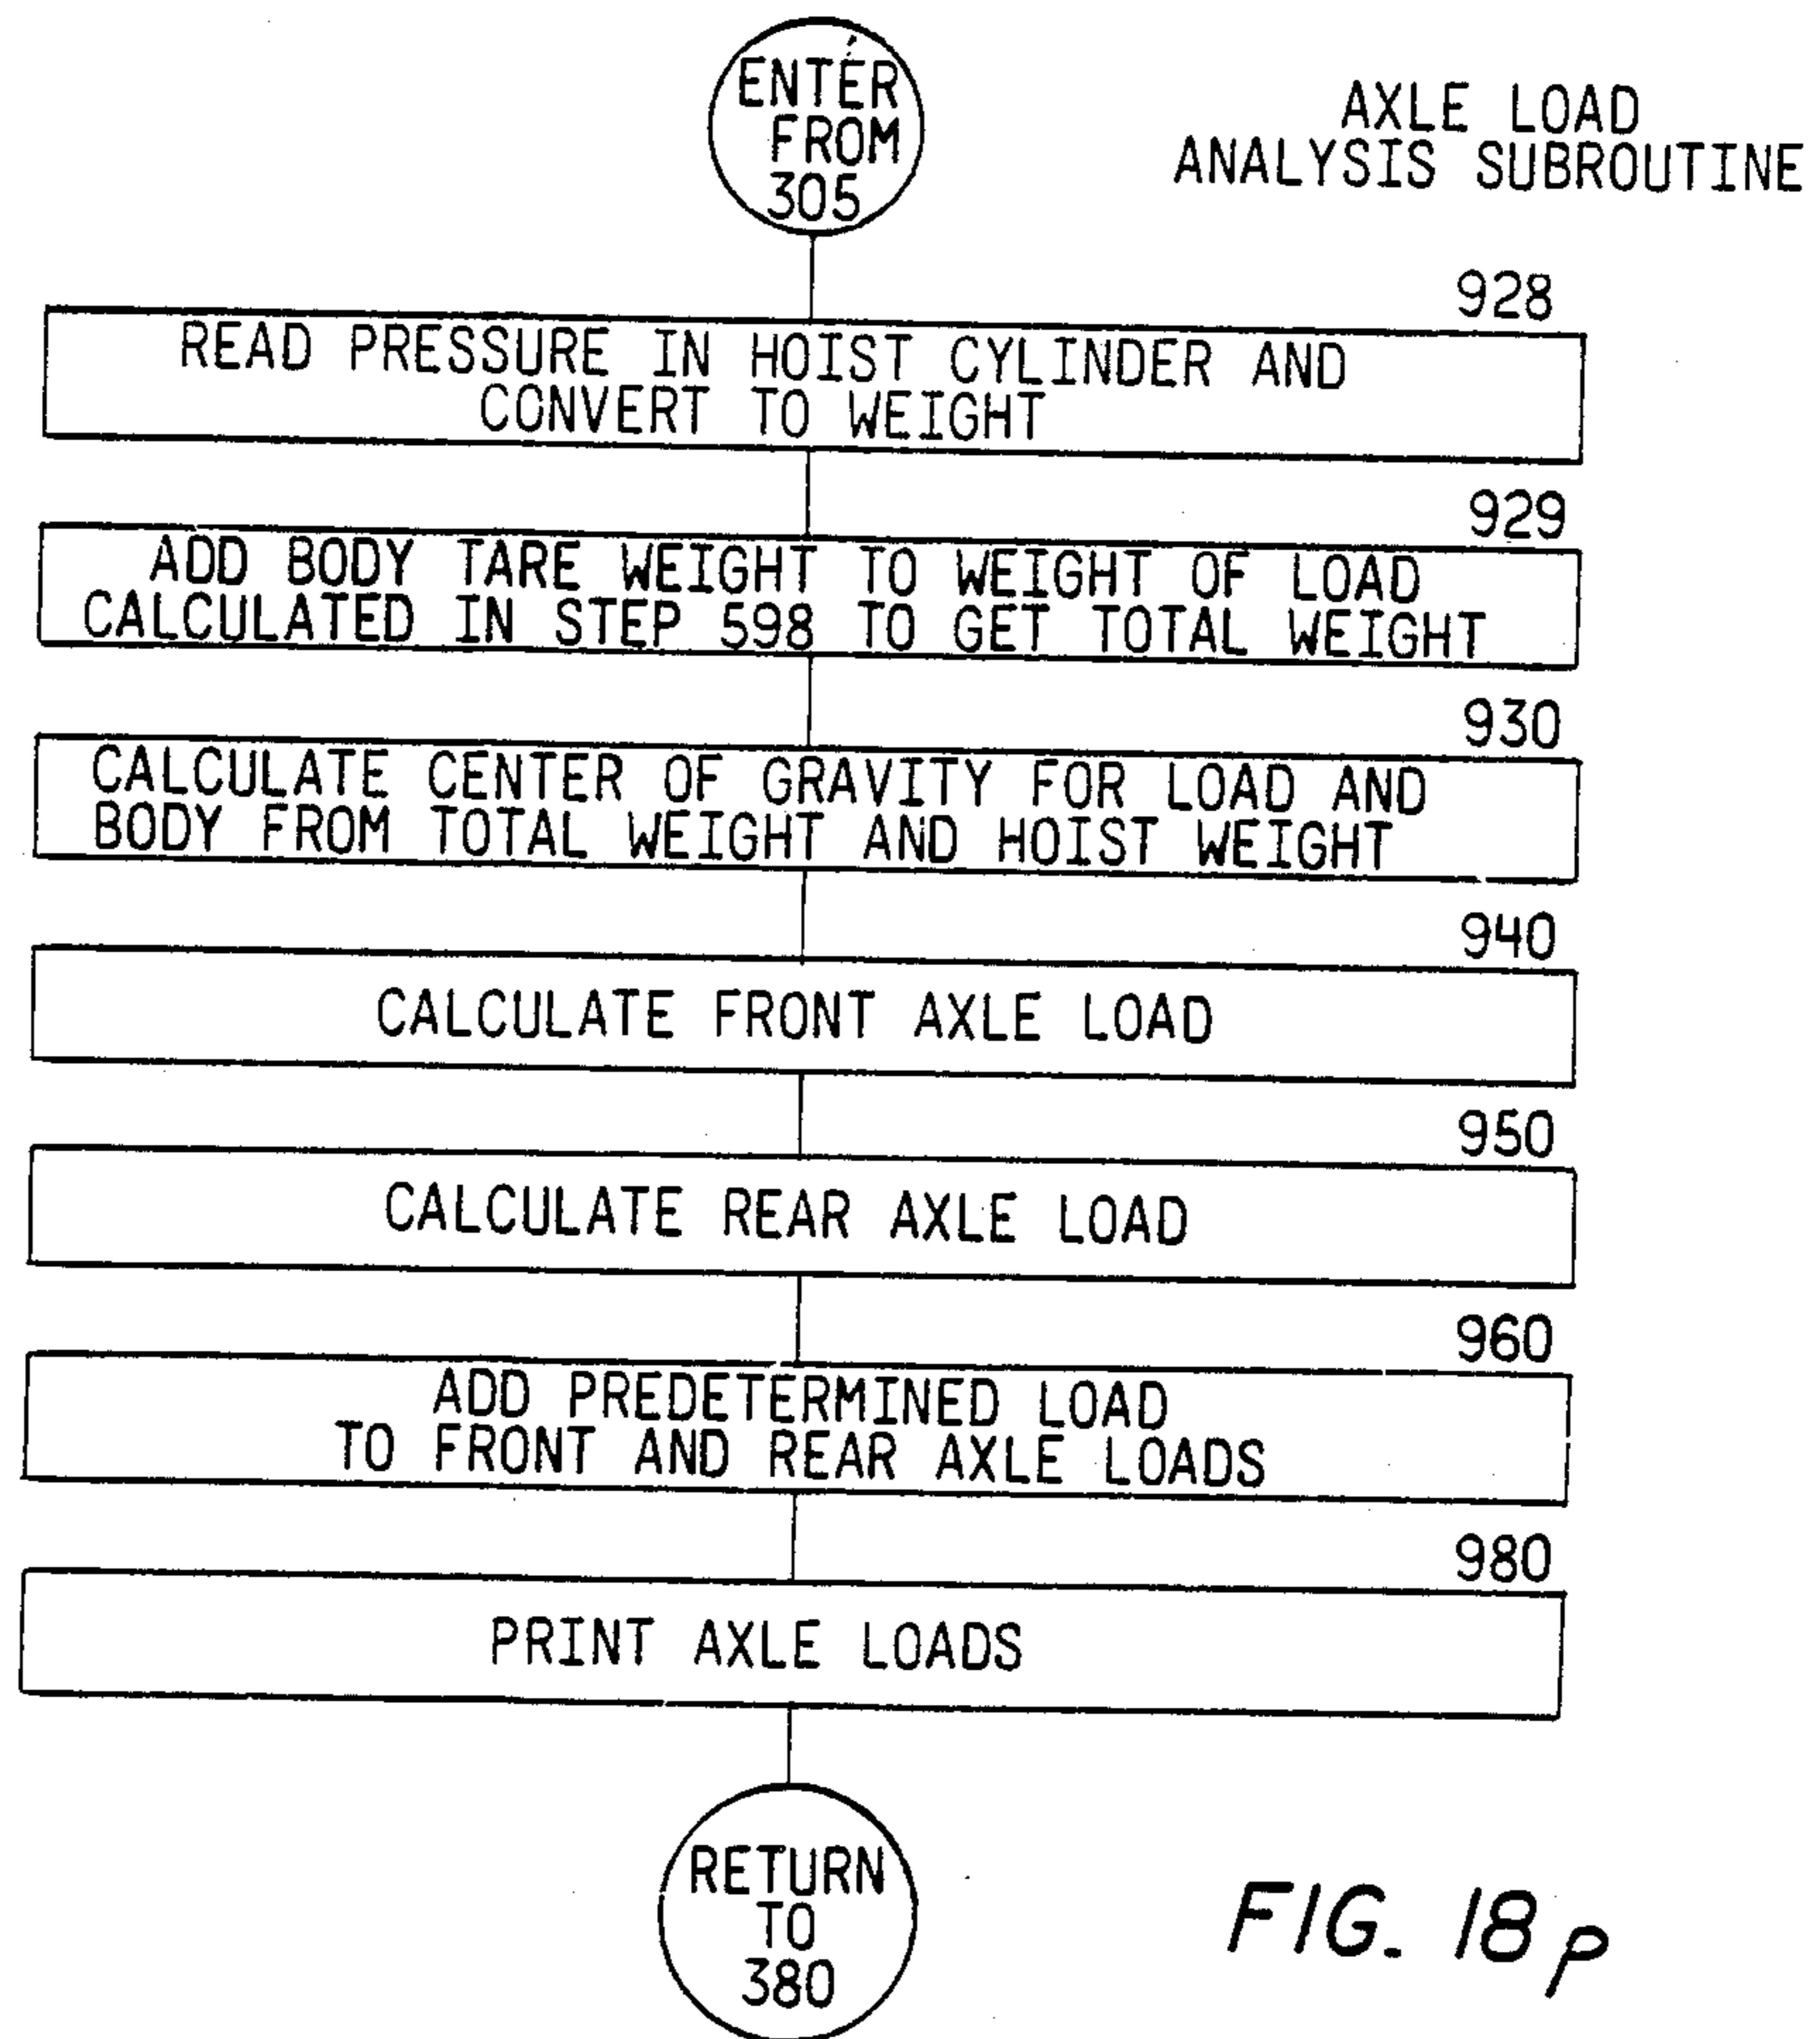 ENTER
FROM
305
AXLE LOAD
ANALYSIS SUBROUTINE
928
READ PRESSURE IN HOIST CYLINDER AND
CONVERT TO WEIGHT
929
ADD BODY TARE WEIGHT TO WEIGHT OF LOAD
CALCULATED IN STEP 598 TO GET TOTAL WEIGHT
930
CALCULATE CENTER OF GRAVITY FOR LOAD AND
BODY FROM TOTAL WEIGHT AND HOIST WEIGHT
940
CALCULATE FRONT AXLE LOAD
950
CALCULATE REAR AXLE LOAD
960
ADD PREDETERMINED LOAD
TO FRONT AND REAR AXLE LOADS
980
PRINT AXLE LOADS
RETURN
TO
380
FIG. 18p